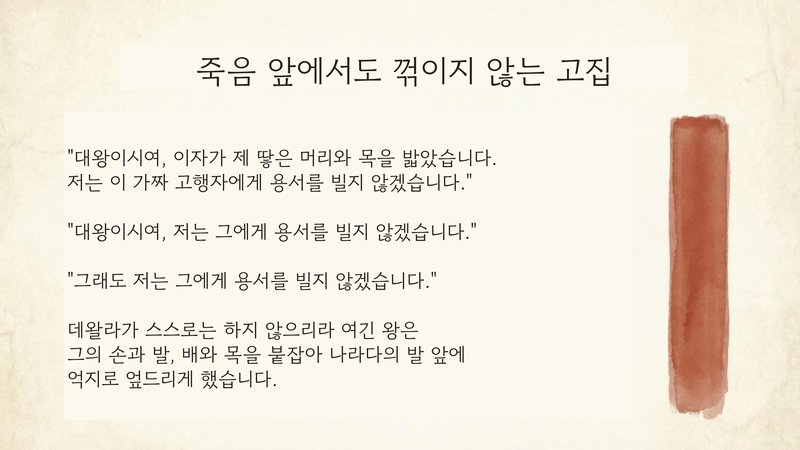 죽음 앞에서도 꺾이지 않는 고집
"대왕이시여, 이자가 제 땋은 머리와 목을 밟았습니다.
저는 이 가짜 고행자에게 용서를 빌지 않겠습니다."
"대왕이시여, 저는 그에게 용서를 빌지 않겠습니다."
"그래도 저는 그에게 용서를 빌지 않겠습니다."
데왈라가 스스로는 하지 않으리라 여긴 왕은
그의 손과 발, 배와 목을 붙잡아 나라다의 발 앞에
억지로 엎드리게 했습니다.